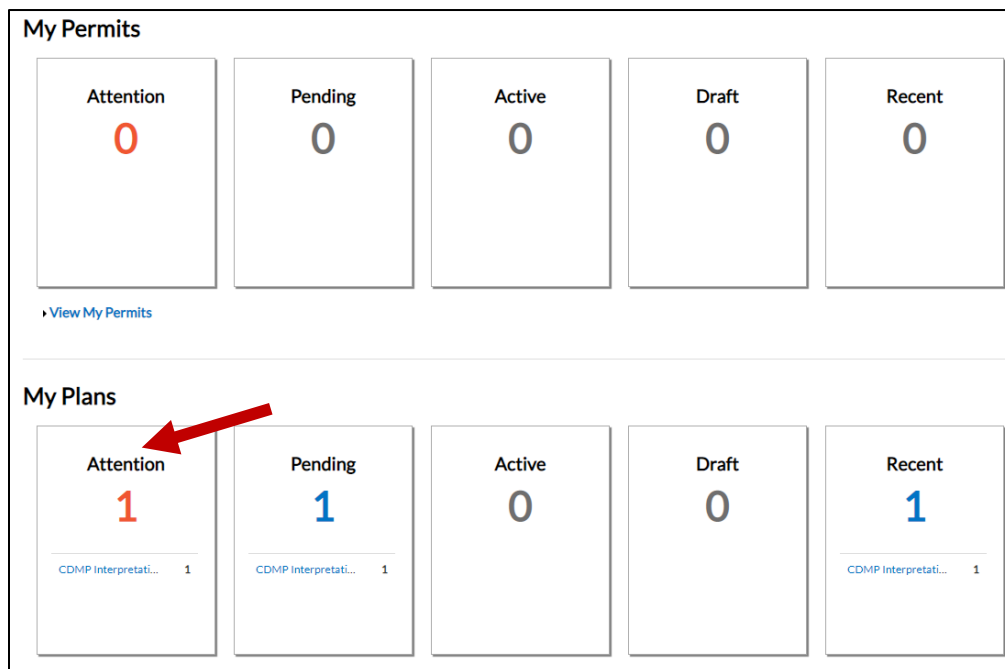 My Permits
Attention Pending Active Draft Recent
0 0 0 0 0
View My Permits
My Plans
Attention Pending Active Draft Recent
1 1 0 0 1
CDMP Interpretati... 1 CDMP Interpretati... 1 CDMP Interpretati... 1